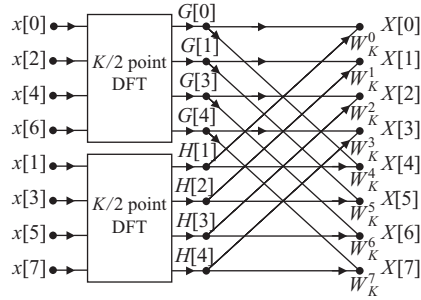 x[0] G[0] X[0]
x[2] K/2 point DFT G[1] W_K^0 X[1]
x[4] G[3] W_K^1 X[2]
x[6] G[4] W_K^2 X[3]
x[1] H[1] W_K^3 X[4]
x[3] K/2 point DFT H[2] W_K^4 X[5]
x[5] H[3] W_K^5 X[6]
x[7] H[4] W_K^6 X[7]
W_K^7